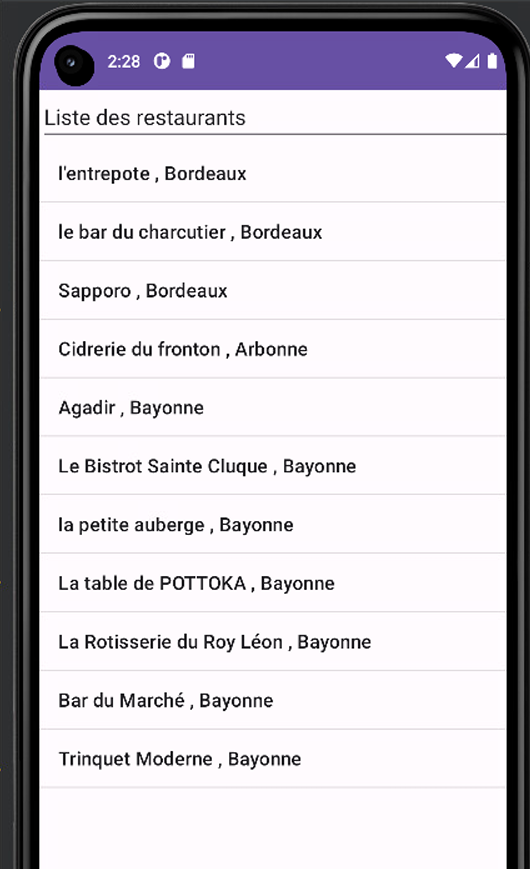 2:28
Liste des restaurants
l'entrepote , Bordeaux
le bar du charcutier , Bordeaux
Sapporo , Bordeaux
Cidrerie du fronton , Arbonne
Agadir , Bayonne
Le Bistrot Sainte Cluque , Bayonne
la petite auberge , Bayonne
La table de POTTOKA , Bayonne
La Rotisserie du Roy Léon , Bayonne
Bar du Marché , Bayonne
Trinquet Moderne , Bayonne